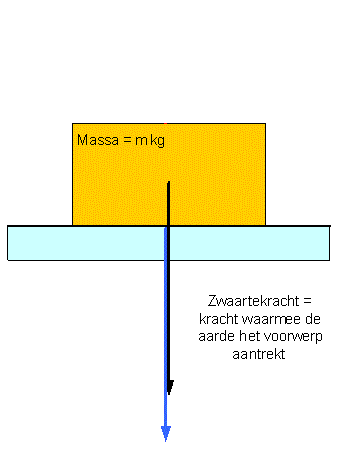 Massa = m kg
Zwaartekracht =
kracht waarmee de
aarde het voorwerp
aantrekt